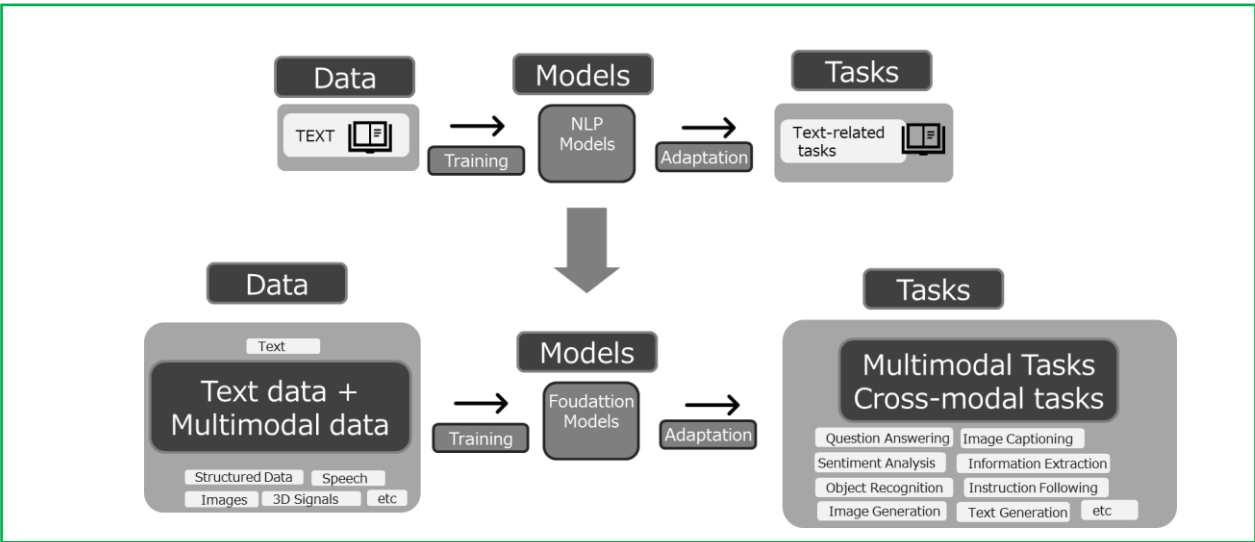 Data
Models
Tasks
TEXT
Training
NLP
Models
Adaptation
Text-related
tasks
Data
Models
Tasks
Text
Text data +
Multimodal data
Structured Data
Speech
Images
3D Signals
etc
Training
Foudattion
Models
Adaptation
Multimodal Tasks
Cross-modal tasks
Question Answering
Image Captioning
Sentiment Analysis
Information Extraction
Object Recognition
Instruction Following
Image Generation
Text Generation
etc